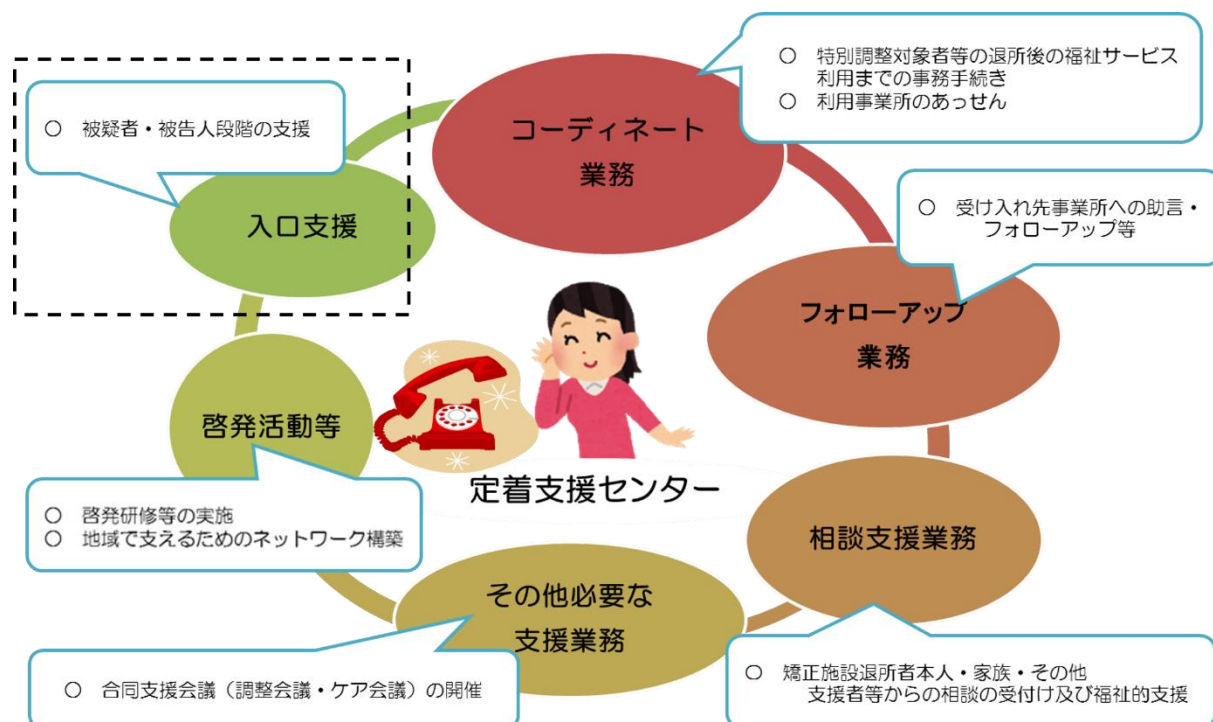 ○ 特別調整対象者等の退所後の福祉サービス
利用までの事務手続き
○ 利用事業所のあっせん
コーディネート
業務
○ 被疑者・被告人段階の支援
入口支援
○ 受け入れ先事業所への助言・
フォローアップ等
フォローアップ
業務
啓発活動等
定着支援センター
○ 啓発研修等の実施
○ 地域で支えるためのネットワーク構築
相談支援業務
その他必要な
支援業務
○ 合同支援会議（調整会議・ケア会議）の開催
○ 矯正施設退所者本人・家族・その他
支援者等からの相談の受付け及び福祉的支援